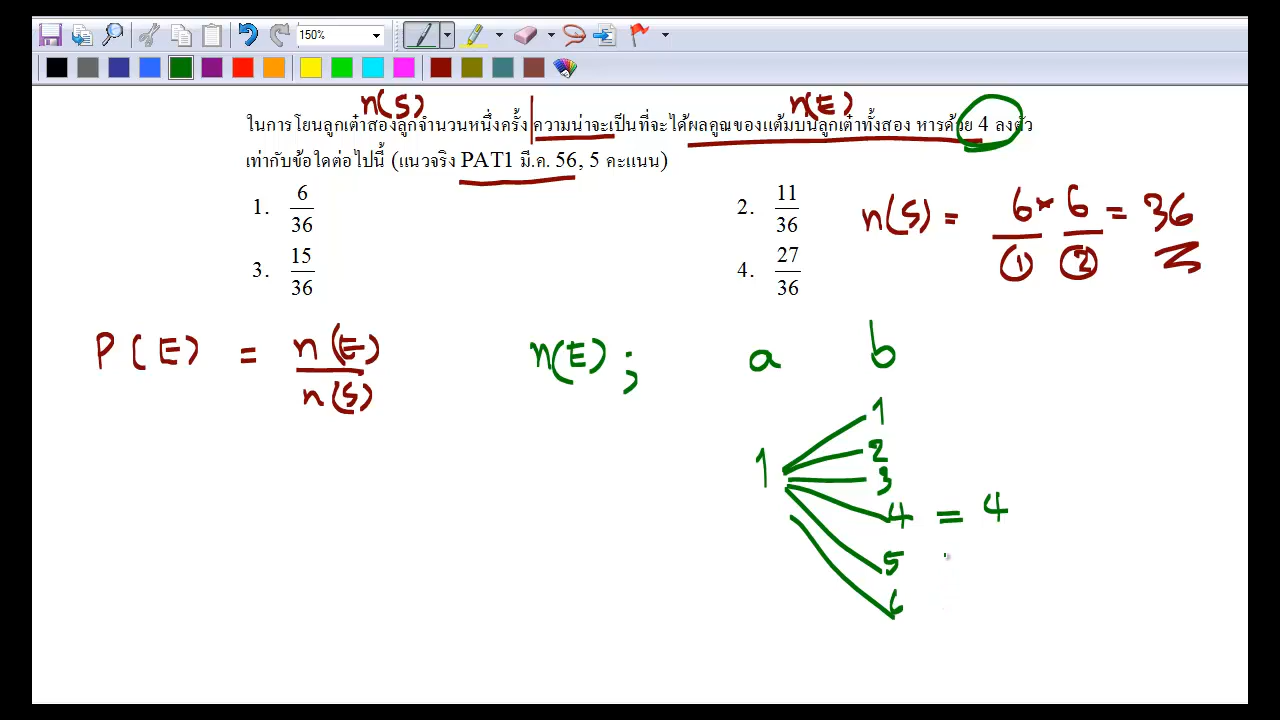 150%
n(S) n(E)
ในการโยนลูกเต๋าสองลูกจำนวนหนึ่งครั้ง ความน่าจะเป็นที่จะได้ผลคูณของแต้มบนลูกเต๋าทั้งสอง หารด้วย 4 ลงตัว
เท่ากับข้อใดต่อไปนี้ (แนวจริง PAT1 มี.ค. 56, 5 คะแนน)
1. 6/36
2. 11/36
3. 15/36
4. 27/36
n(S) = 6 * 6 = 36
① ②
P(E) = n(E)/n(S)
n(E) ; a b
1
1
2
3
4 = 4
5
6